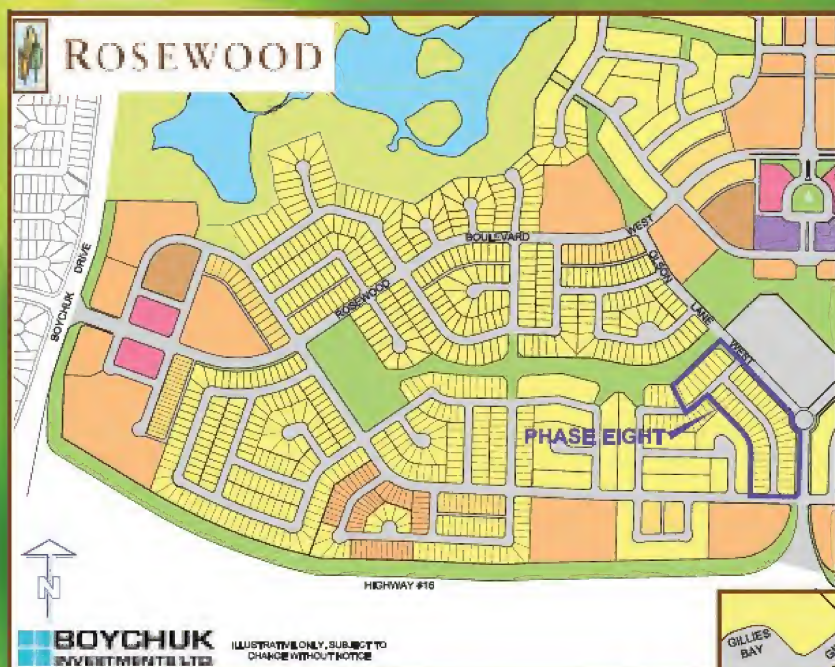 ROSEWOOD
BOYCHUK DRIVE
ROSEWOOD BOULEVARD WEST
OLSON LANE WEST
PHASE EIGHT
HIGHWAY #16
N
BOYCHUK
INVESTMENTS LTD
ILLUSTRATIVE ONLY, SUBJECT TO
CHANGE WITHOUT NOTICE
GILLIES
BAY